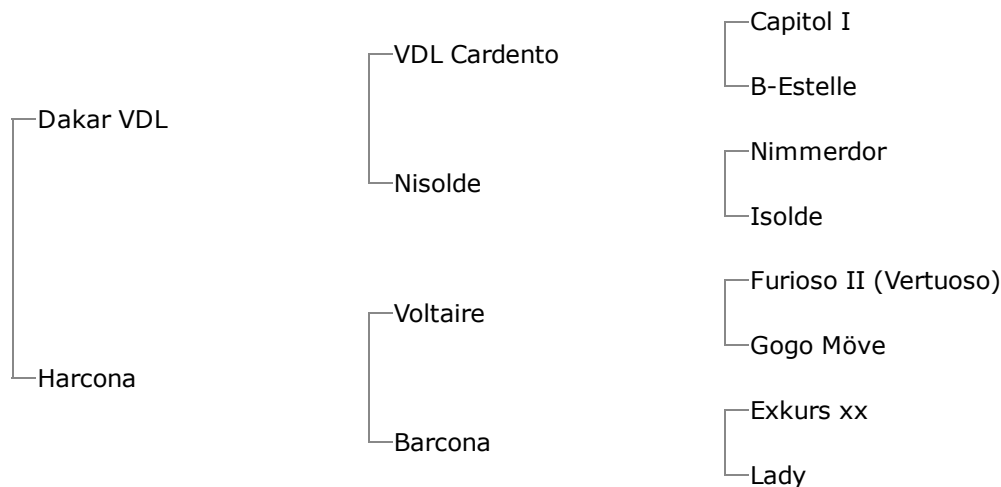 Capitol I
VDL Cardento
B-Estelle
Dakar VDL
Nimmerdor
Nisolde
Isolde
Furioso II (Vertuoso)
Voltaire
Gogo Möve
Harcona
Exkurs xx
Barcona
Lady